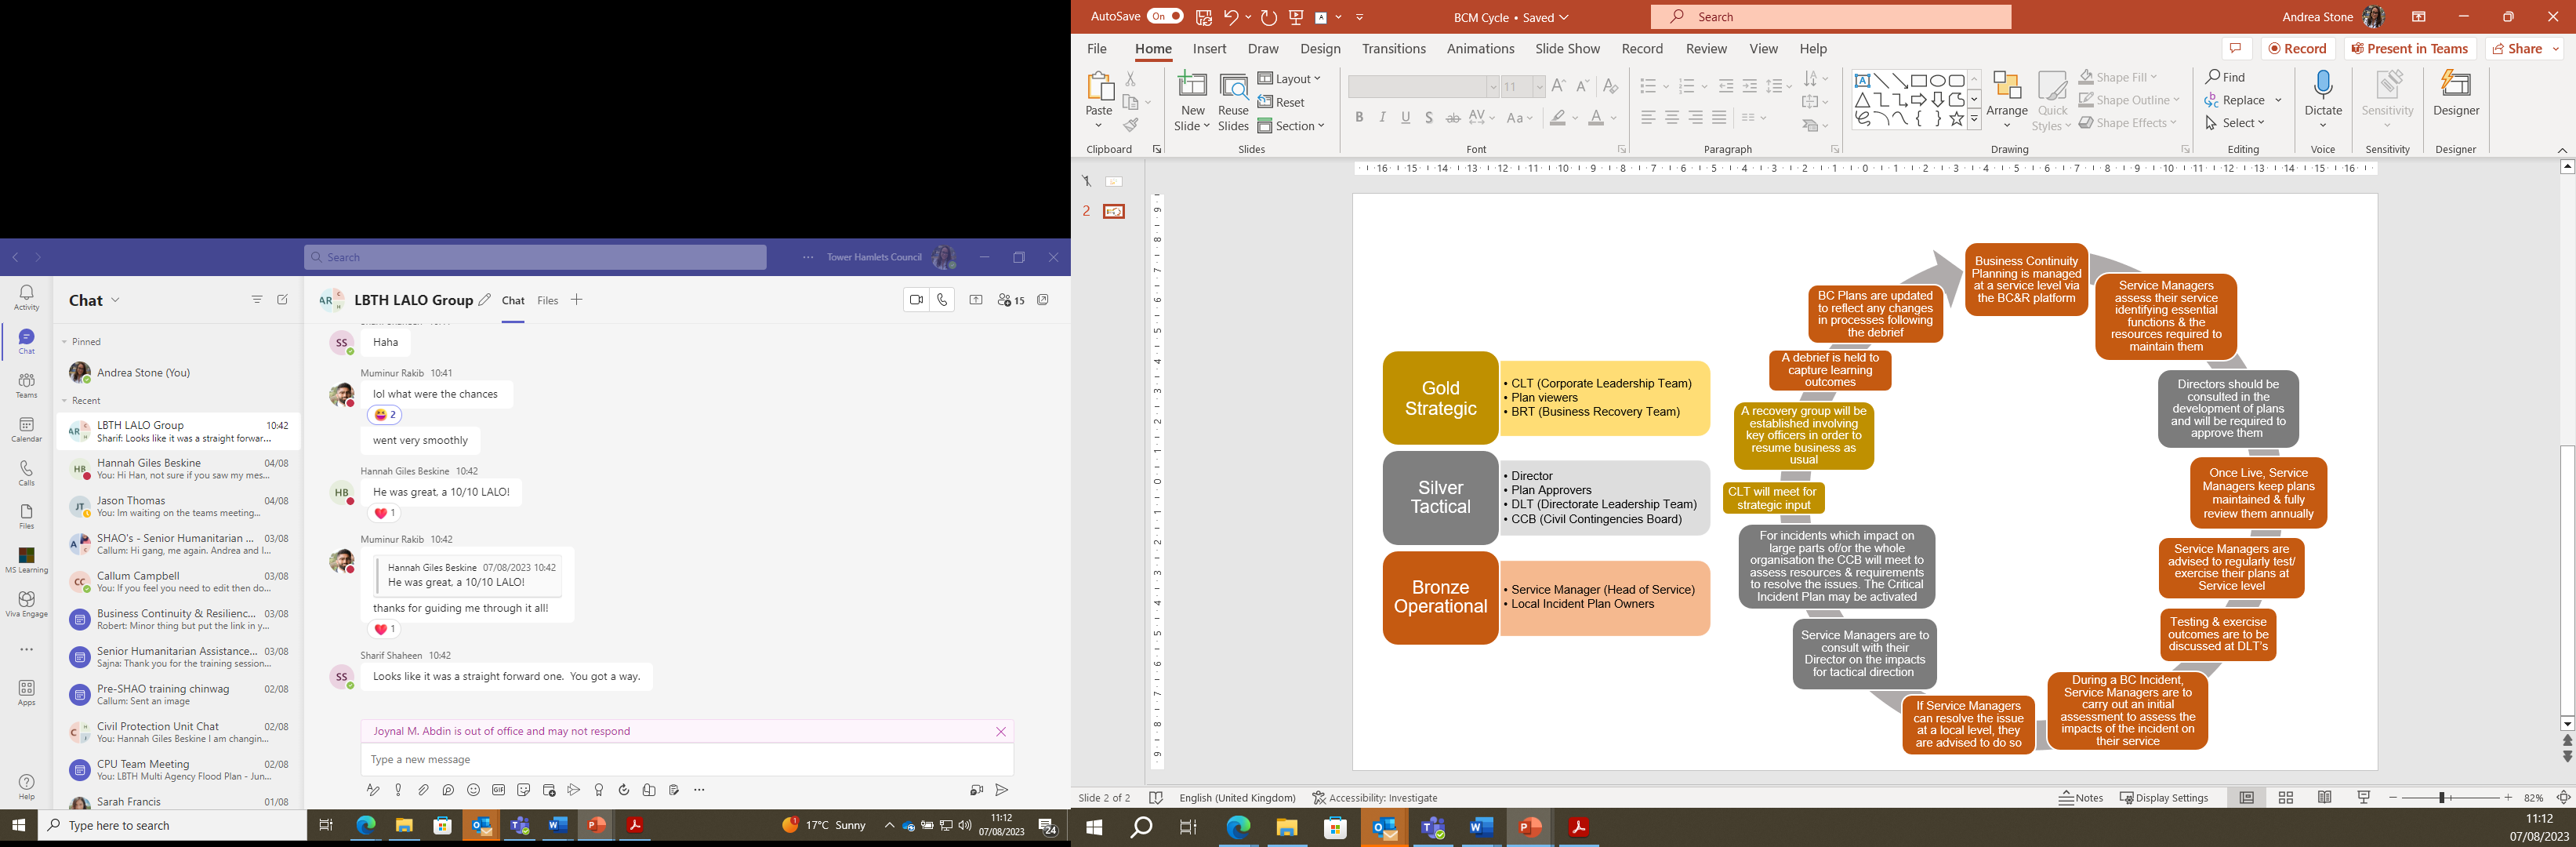 Search
Tower Hamlets Council
Activity
Chat
Teams
Calendar
Calls
Files
MS Learning
Viva Engage
Apps
Help
Chat
Pinned
Andrea Stone (You)
Recent
LBTH LALO Group 10:42
Sharif: Looks like it was a straight forwar...
Hannah Giles Beskine 04/08
You: Hi Han, not sure if you saw my mes...
Jason Thomas 04/08
You: Im waiting on the teams meeting...
SHAO's - Senior Humanitarian ... 03/08
Callum: Hi gang, me again. Andrea and I...
Callum Campbell 03/08
You: If you feel you need to edit then do...
Business Continuity & Resilienc... 03/08
Robert: Minor thing but put the link in y...
Senior Humanitarian Assistance... 03/08
Sajna: Thank you for the training session...
Pre-SHAO training chinwag 02/08
Callum: Sent an image
Civil Protection Unit Chat 02/08
You: Hannah Giles Beskine I am changin...
CPU Team Meeting 02/08
You: LBTH Multi Agency Flood Plan - Jun...
Sarah Francis 01/08
AR LBTH LALO Group Chat Files 15
SS Haha
Muminur Rakib 10:41
lol what were the chances
2
went very smoothly
Hannah Giles Beskine 10:42
HB He was great, a 10/10 LALO!
1
Muminur Rakib 10:42
Hannah Giles Beskine 07/08/2023 10:42
He was great, a 10/10 LALO!
thanks for guiding me through it all!
1
Sharif Shaheen 10:42
SS Looks like it was a straight forward one. You got a way.
Joynal M. Abdin is out of office and may not respond
Type a new message
Type here to search
17°C Sunny
11:12
07/08/2023
24
AutoSave On
BCM Cycle • Saved
Search
Andrea Stone
File Home Insert Draw Design Transitions Animations Slide Show Record Review View Help
Record Present in Teams Share
Paste
Clipboard
New
Slide
Reuse
Slides
Layout
Reset
Section
Slides
11
Font
Paragraph
Arrange
Quick
Styles
Shape Fill
Shape Outline
Shape Effects
Drawing
Find
Replace
Select
Editing
Dictate
Voice
Sensitivity
Sensitivity
Designer
Designer
1
2
Gold
Strategic
• CLT (Corporate Leadership Team)
• Plan viewers
• BRT (Business Recovery Team)
Silver
Tactical
• Director
• Plan Approvers
• DLT (Directorate Leadership Team)
• CCB (Civil Contingencies Board)
Bronze
Operational
• Service Manager (Head of Service)
• Local Incident Plan Owners
Business Continuity
Planning is managed
at a service level via
the BC&R platform
Service Managers
assess their service
identifying essential
functions & the
resources required to
maintain them
Directors should be
consulted in the
development of plans
and will be required to
approve them
Once Live, Service
Managers keep plans
maintained & fully
review them annually
Service Managers are
advised to regularly test/
exercise their plans at
Service level
Testing & exercise
outcomes are to be
discussed at DLT's
During a BC Incident,
Service Managers are to
carry out an initial
assessment to assess the
impacts of the incident on
their service
If Service Managers
can resolve the issue
at a local level, they
are advised to do so
Service Managers are to
consult with their
Director on the impacts
for tactical direction
For incidents which impact on
large parts of/or the whole
organisation the CCB will meet to
assess resources & requirements
to resolve the issues. The Critical
Incident Plan may be activated
CLT will meet for
strategic input
A recovery group will be
established involving
key officers in order to
resume business as
usual
A debrief is held to
capture learning
outcomes
BC Plans are updated
to reflect any changes
in processes following
the debrief
Slide 2 of 2 English (United Kingdom) Accessibility: Investigate
Notes Display Settings 82%
11:12
07/08/2023